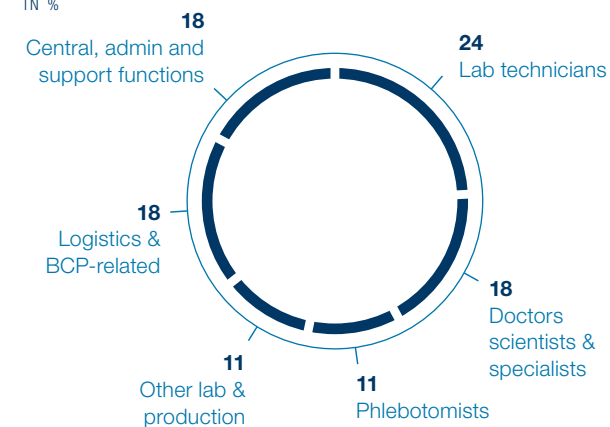 IN %
18
Central, admin and
support functions
24
Lab technicians
18
Logistics &
BCP-related
18
Doctors
scientists &
specialists
11
Other lab &
production
11
Phlebotomists